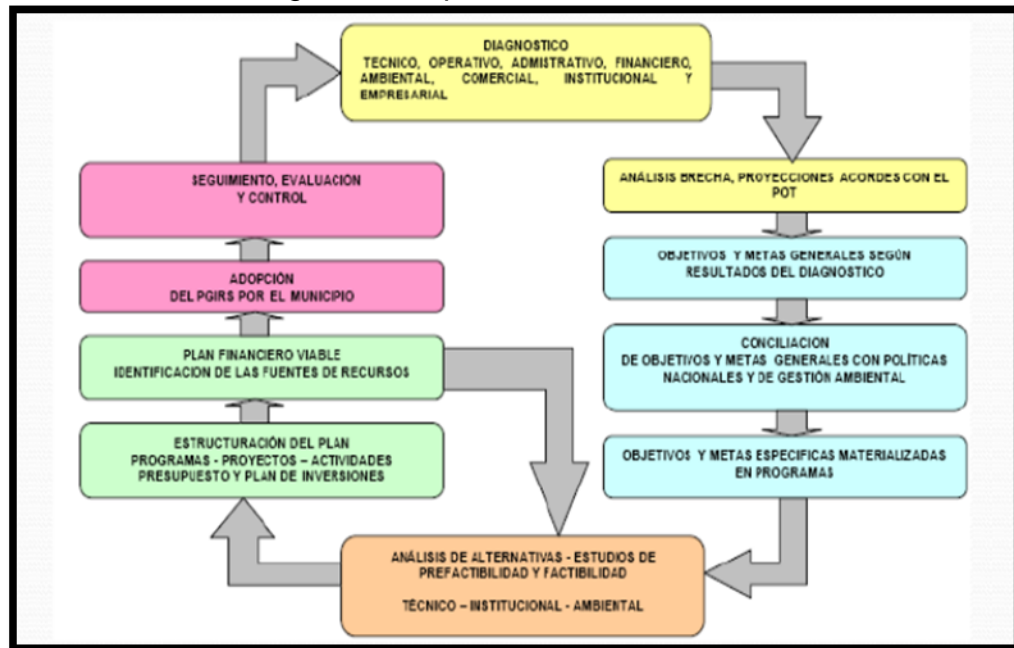 DIAGNOSTICO
TECNICO, OPERATIVO, ADMISTRATIVO, FINANCIERO,
AMBIENTAL, COMERCIAL, INSTITUCIONAL Y
EMPRESARIAL
ANÁLISIS BRECHA, PROYECCIONES ACORDES CON EL
POT
OBJETIVOS Y METAS GENERALES SEGÚN
RESULTADOS DEL DIAGNOSTICO
CONCILIACION
DE OBJETIVOS Y METAS GENERALES CON POLÍTICAS
NACIONALES Y DE GESTIÓN AMBIENTAL
OBJETIVOS Y METAS ESPECIFICAS MATERIALIZADAS
EN PROGRAMAS
ANÁLISIS DE ALTERNATIVAS - ESTUDIOS DE
PREFACTIBILIDAD Y FACTIBILIDAD
TÉCNICO – INSTITUCIONAL - AMBIENTAL
ESTRUCTURACIÓN DEL PLAN
PROGRAMAS - PROYECTOS – ACTIVIDADES
PRESUPUESTO Y PLAN DE INVERSIONES
PLAN FINANCIERO VIABLE
IDENTIFICACION DE LAS FUENTES DE RECURSOS
ADOPCIÓN
DEL PGIRS POR EL MUNICIPIO
SEGUIMIENTO, EVALUACIÓN
Y CONTROL